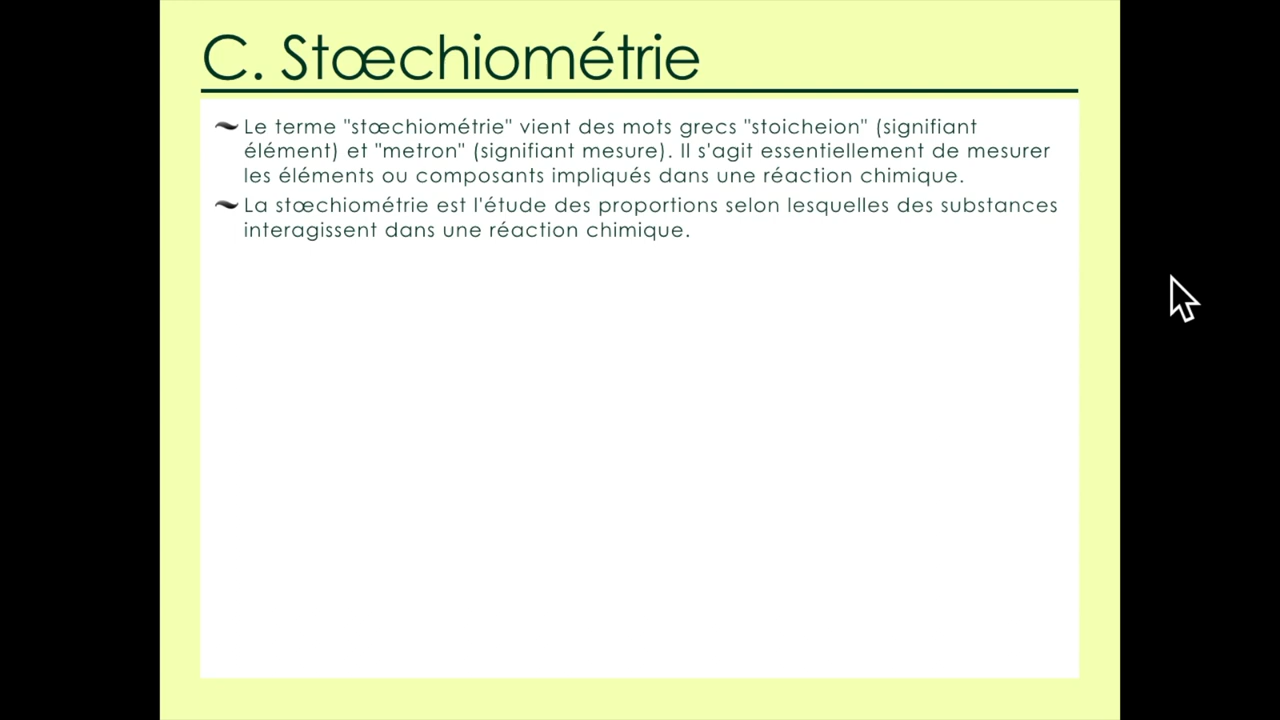 C. Stœchiométrie
Le terme "stœchiométrie" vient des mots grecs "stoicheion" (signifiant
élément) et "metron" (signifiant mesure). Il s'agit essentiellement de mesurer
les éléments ou composants impliqués dans une réaction chimique.
La stœchiométrie est l'étude des proportions selon lesquelles des substances
interagissent dans une réaction chimique.